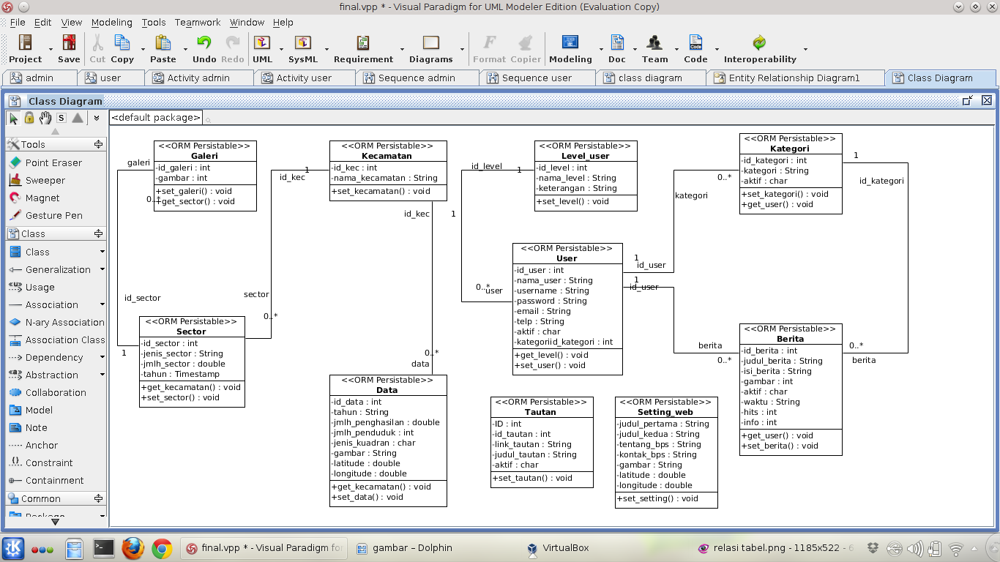 final.vpp * - Visual Paradigm for UML Modeler Edition (Evaluation Copy)
File Edit View Modeling Tools Teamwork Window Help
Project Save Cut Copy Paste Undo Redo UML SysML Requirement Diagrams Format Copier Modeling Doc Team Code Interoperability
admin user Activity admin Activity user Sequence admin Sequence user class diagram Entity Relationship Diagram1 Class Diagram
Class Diagram
S
<default package>
Tools
Point Eraser
Sweeper
Magnet
Gesture Pen
Class
Class
Generalization
Usage
Association
N-ary Association
Association Class
Dependency
Abstraction
Collaboration
Model
Note
Anchor
Constraint
Containment
Common
Package
<<ORM Persistable>>
Galeri
-id_galeri : int
-gambar : int
+set_galeri() : void
+get_sector() : void
galeri
0..*
id_sector
1
<<ORM Persistable>>
Sector
-id_sector : int
-jenis_sector : String
-jmlh_sector : double
-tahun : Timestamp
+get_kecamatan() : void
+set_sector() : void
1
id_kec
sector
0..*
<<ORM Persistable>>
Kecamatan
-id_kec : int
-nama_kecamatan : String
+set_kecamatan() : void
id_kec
1
0..*
data
<<ORM Persistable>>
Data
-id_data : int
-tahun : String
-jmlh_penghasilan : double
-jmlh_penduduk : int
-jenis_kuadran : char
-gambar : String
-latitude : double
-longitude : double
+get_kecamatan() : void
+set_data() : void
id_level
1
<<ORM Persistable>>
Level_user
-id_level : int
-nama_level : String
-keterangan : String
+set_level() : void
0..*
user
<<ORM Persistable>>
User
-id_user : int
-nama_user : String
-username : String
-password : String
-email : String
-telp : String
-aktif : char
-kategoriid_kategori : int
+get_level() : void
+set_user() : void
1
id_user
1
id_user
kategori
0..*
<<ORM Persistable>>
Kategori
-id_kategori : int
-kategori : String
-aktif : char
+set_kategori() : void
+get_user() : void
1
id_kategori
berita
0..*
<<ORM Persistable>>
Berita
-id_berita : int
-judul_berita : String
-isi_berita : String
-gambar : int
-aktif : char
-waktu : String
-hits : int
-info : int
+get_user() : void
+set_berita() : void
0..*
berita
<<ORM Persistable>>
Tautan
-ID : int
-id_tautan : int
-link_tautan : String
-judul_tautan : String
-aktif : char
+set_tautan() : void
<<ORM Persistable>>
Setting_web
-judul_pertama : String
-judul_kedua : String
-tentang_bps : String
-kontak_bps : String
-gambar : String
-latitude : double
-longitude : double
+set_setting() : void
final.vpp * - Visual Paradigm fo
gambar – Dolphin
VirtualBox
relasi tabel.png - 1185x522 - 6